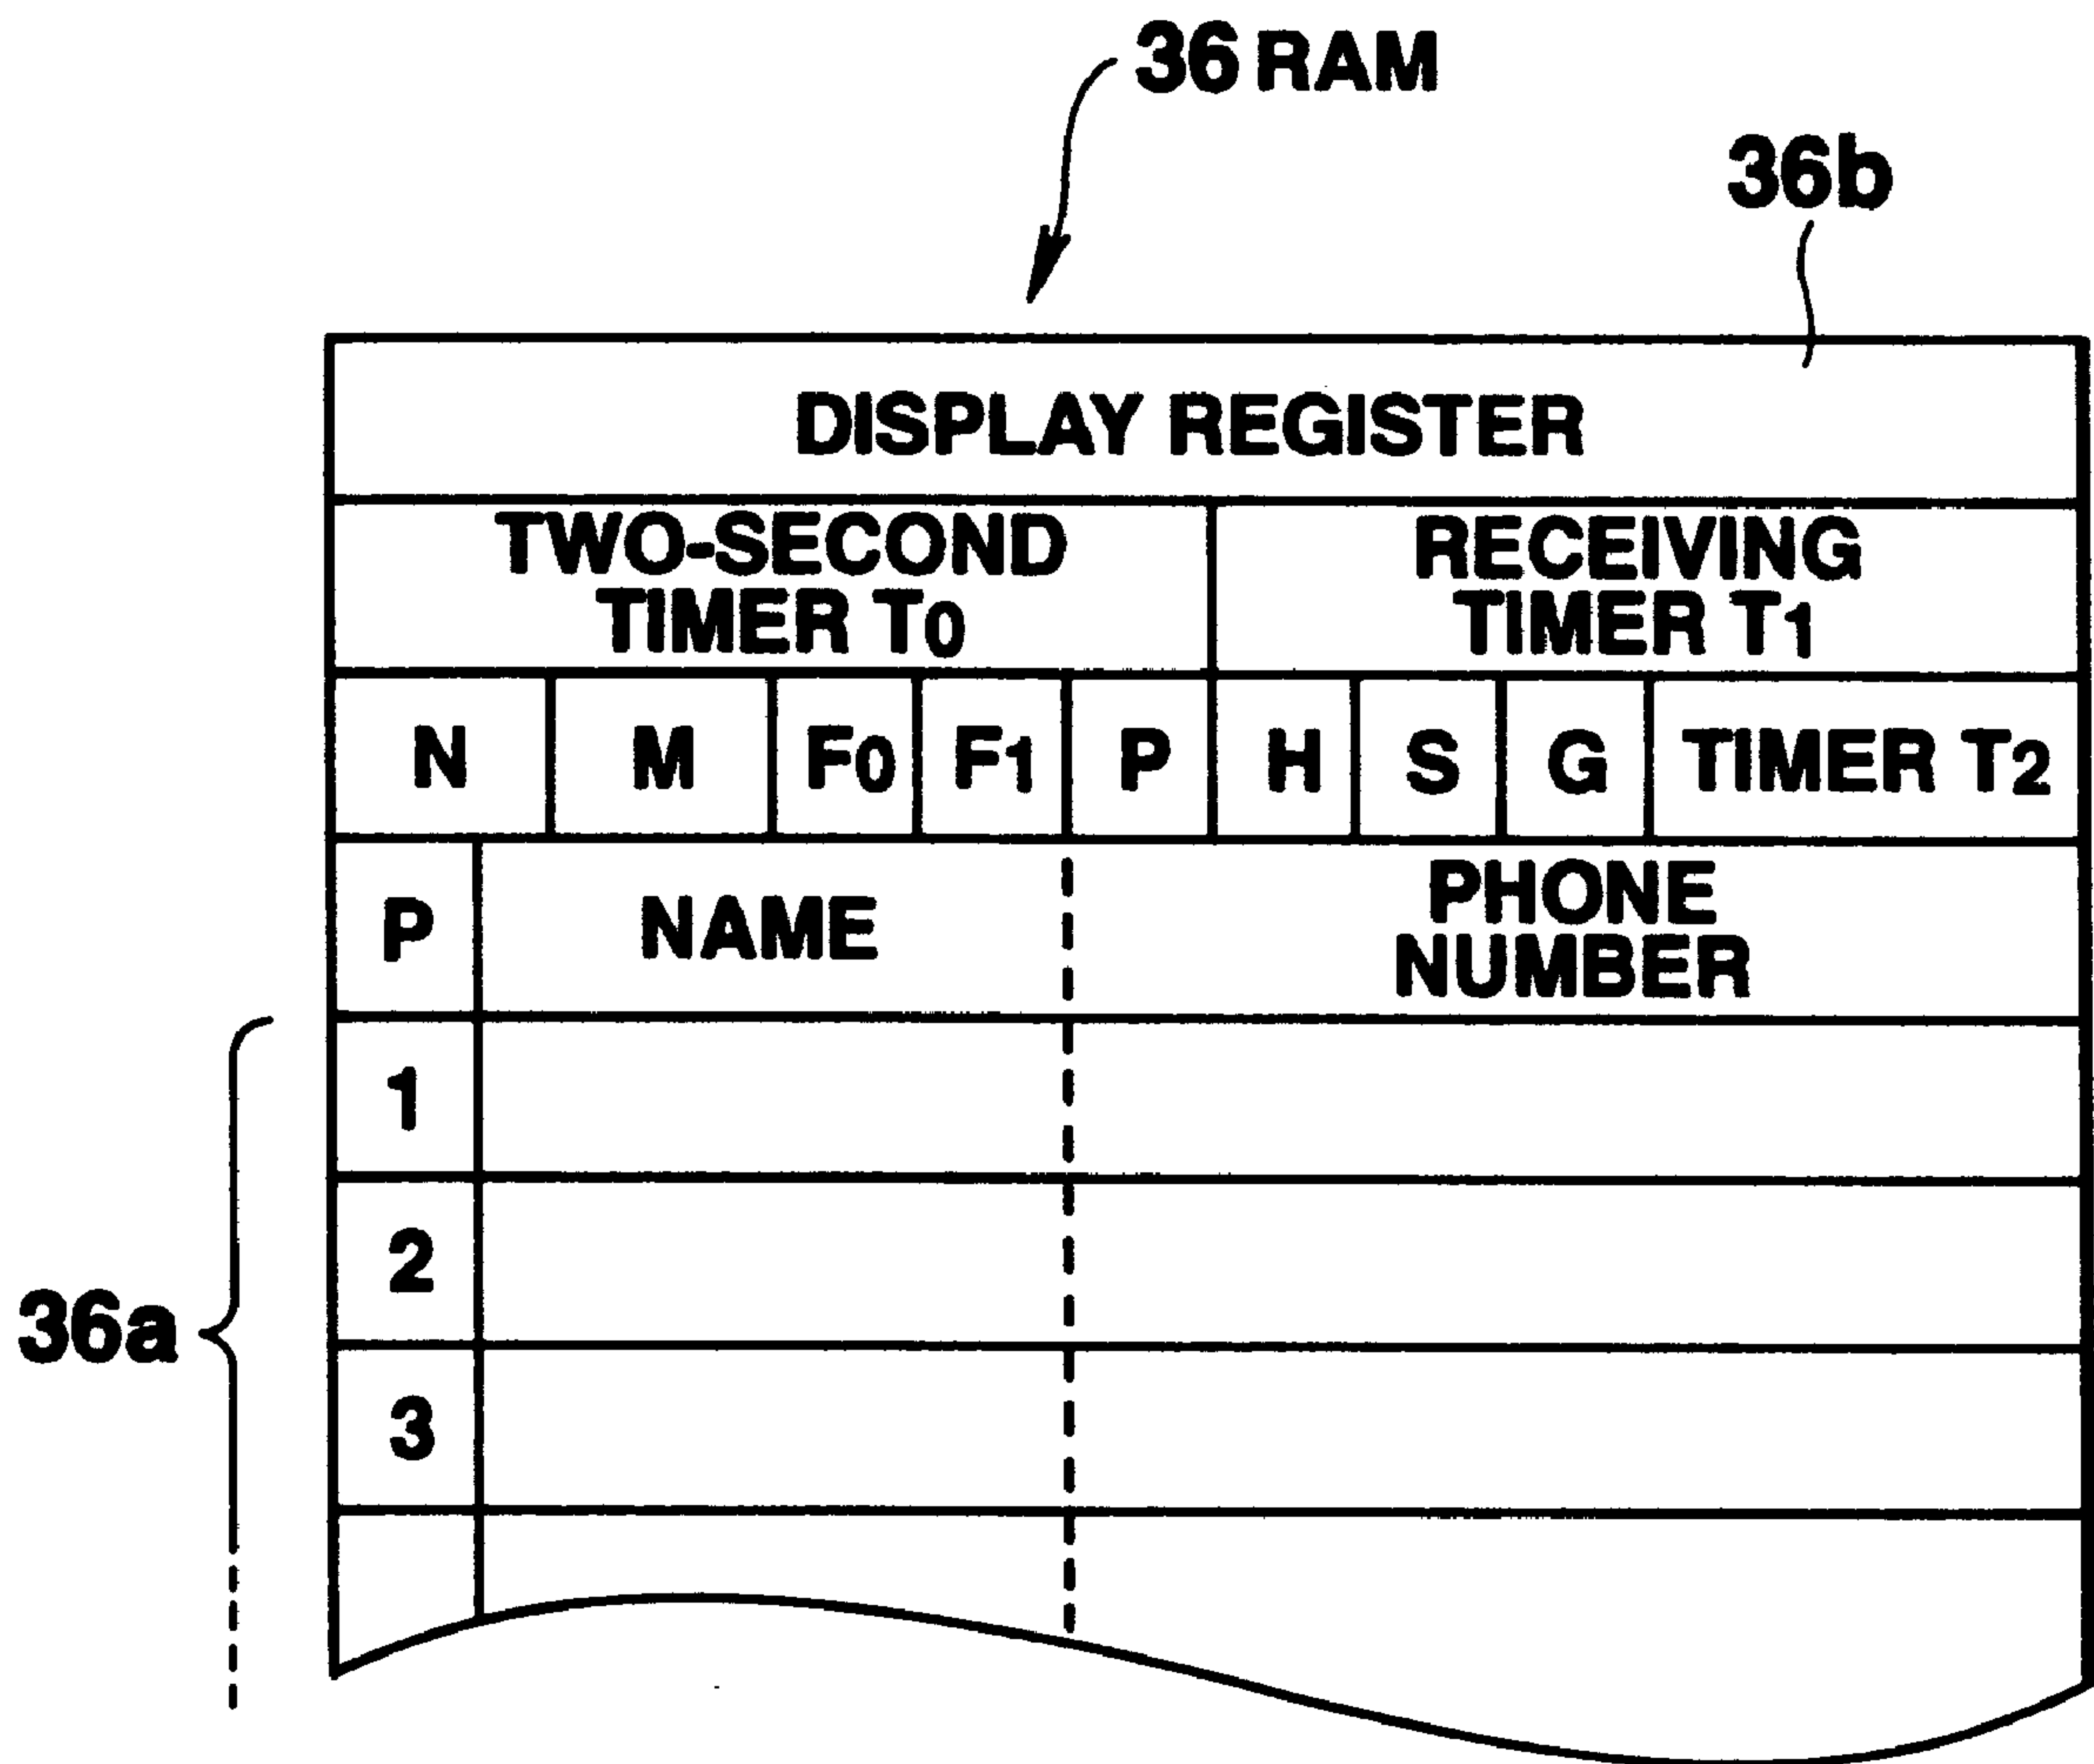 36 RAM
36b
DISPLAY REGISTER
TWO-SECOND
TIMER T0
RECEIVING
TIMER T1
N M F0 F1 P H S G TIMER T2
P NAME PHONE
NUMBER
1
2
36a
3